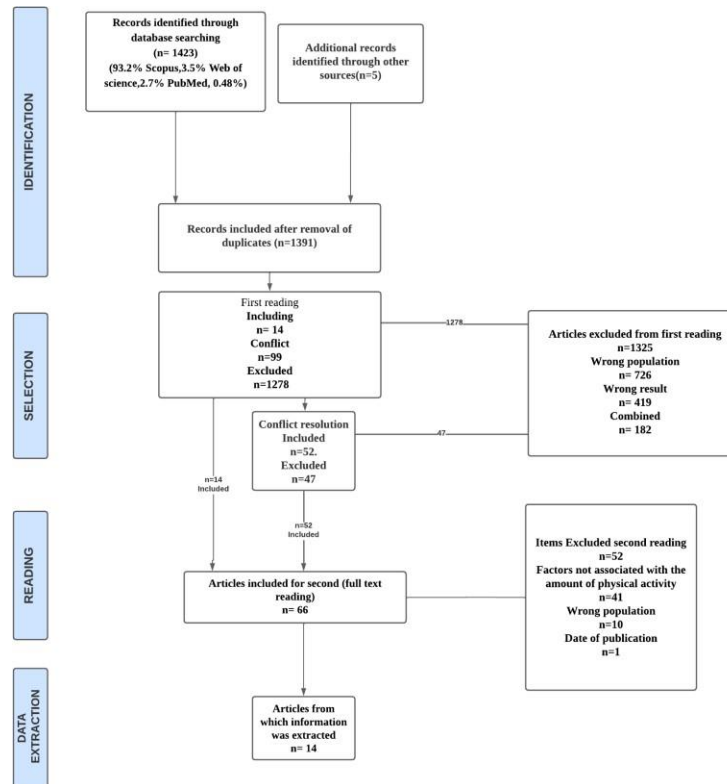 IDENTIFICATION
Records identified through
database searching
(n= 1423)
(93.2% Scopus,3.5% Web of
science,2.7% PubMed, 0.48%)
Additional records
identified through other
sources(n=5)
Records included after removal of
duplicates (n=1391)
SELECTION
First reading
Including
n= 14
Conflict
n=99
Excluded
n=1278
1278
Articles excluded from first reading
n=1325
Wrong population
n= 726
Wrong result
n= 419
Combined
n= 182
Conflict resolution
Included
n=52.
Excluded
n=47
47
n=14
Included
n=52
Included
READING
Articles included for second (full text
reading)
n= 66
Items Excluded second reading
n=52
Factors not associated with the
amount of physical activity
n=41
Wrong population
n=10
Date of publication
n=1
DATA
EXTRACTION
Articles from
which information
was extracted
n= 14